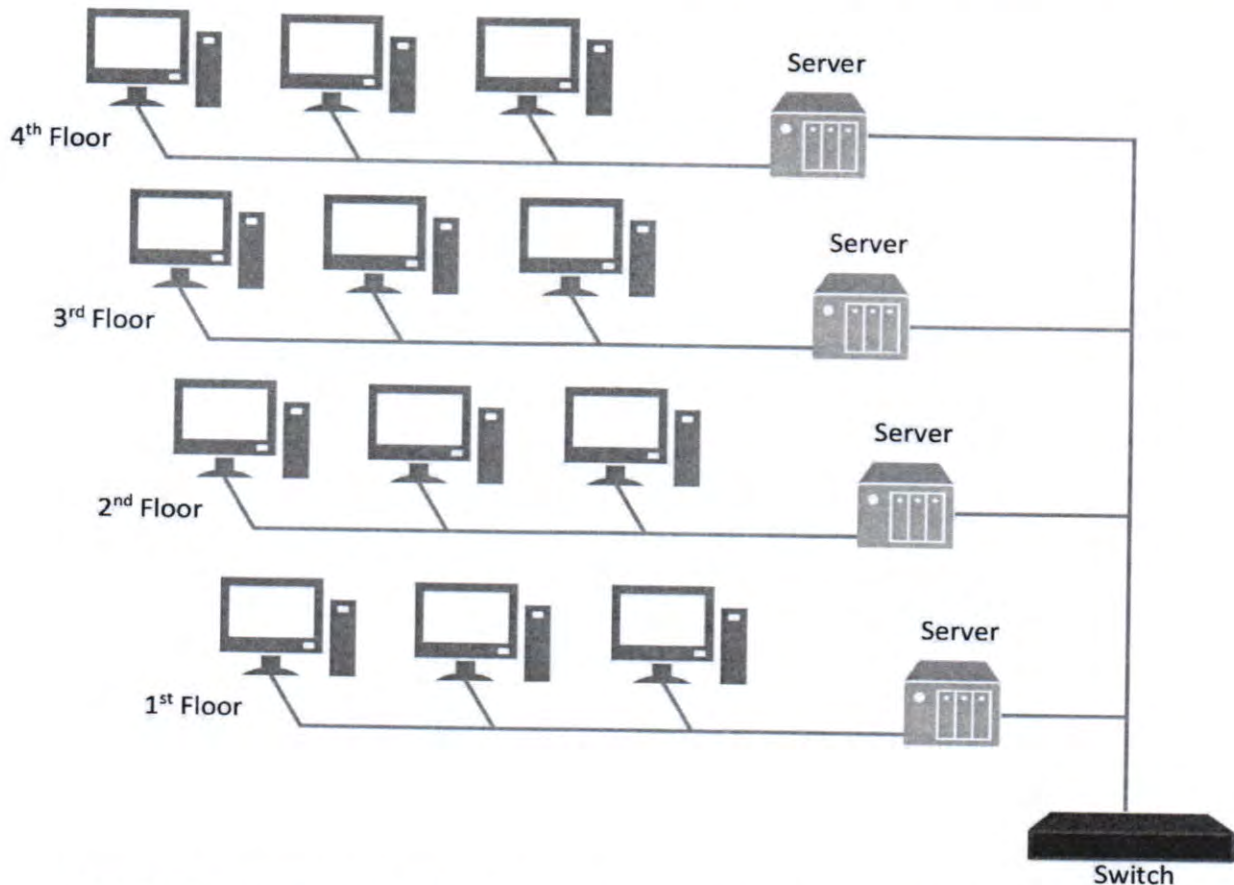 Server
4th Floor
Server
3rd Floor
Server
2nd Floor
Server
1st Floor
Switch